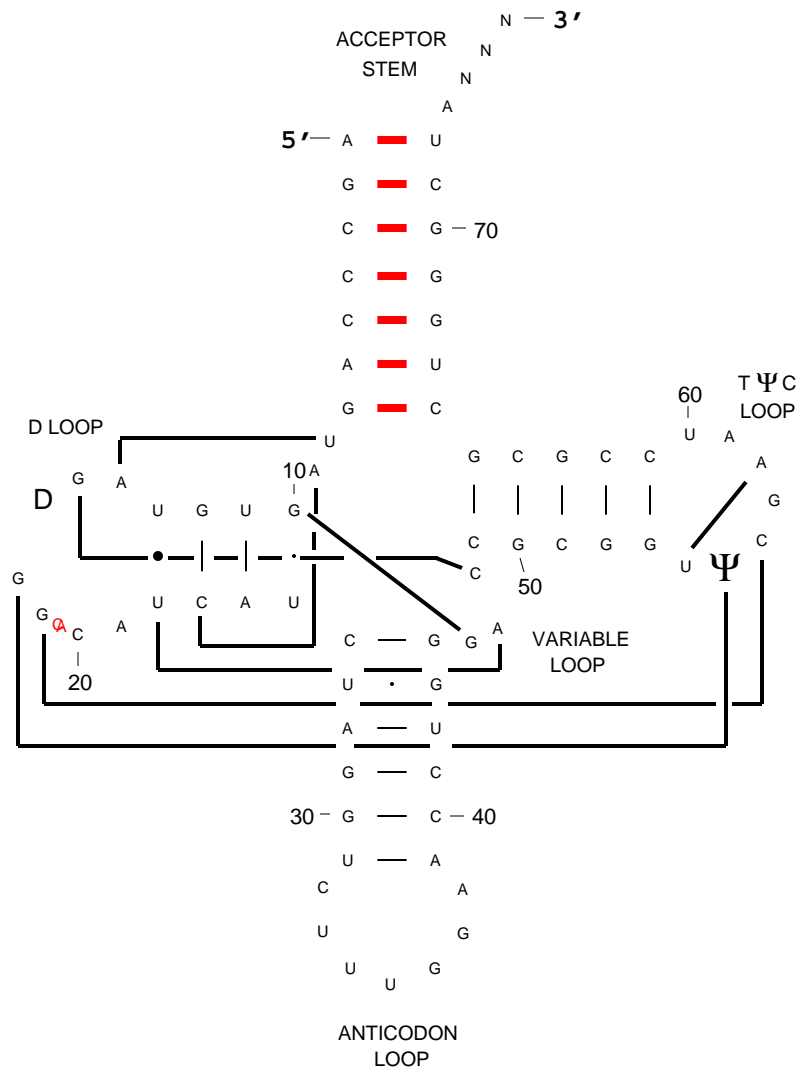 N 3′
ACCEPTOR
STEM
N
N
A
5′ A U
G C
C G 70
C G
C G
A U
G C
T Ψ C
LOOP
60
D LOOP
U
U A
G A
10 A
G C G C C
A
D
U G U G
G
C G C G G U Ψ C
C 50
G
G A C A U C A U
20
C G G A
VARIABLE
LOOP
U G
A U
G C
30 G C 40
U A
C A
U G
U U G
ANTICODON
LOOP